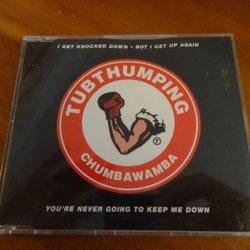 I GET KNOCKED DOWN • BUT I GET UP AGAIN
TUBTHUMPING
CHUMBAWAMBA
YOU'RE NEVER GOING TO KEEP ME DOWN